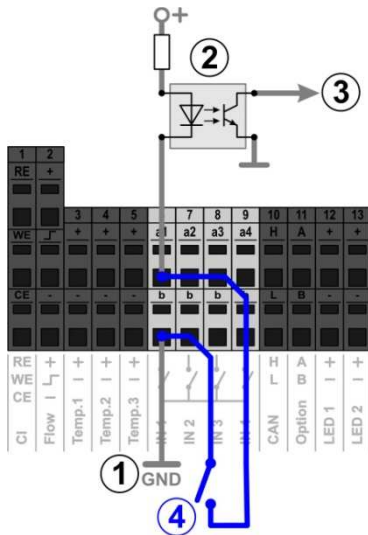 +
2
3
1 2
RE +
3 4 5 6 7 8 9 10 11 12 13
+ + + a1 a2 a3 a4 H A + +
WE
CE - - - - b b b L B - -
RE + + + + H A + +
WE - - - L B - -
CE -
CI
Flow
Temp.1
Temp.2
Temp.3
IN 1
IN 2
IN 3
CAN
Option
LED 1
LED 2
1
GND
4